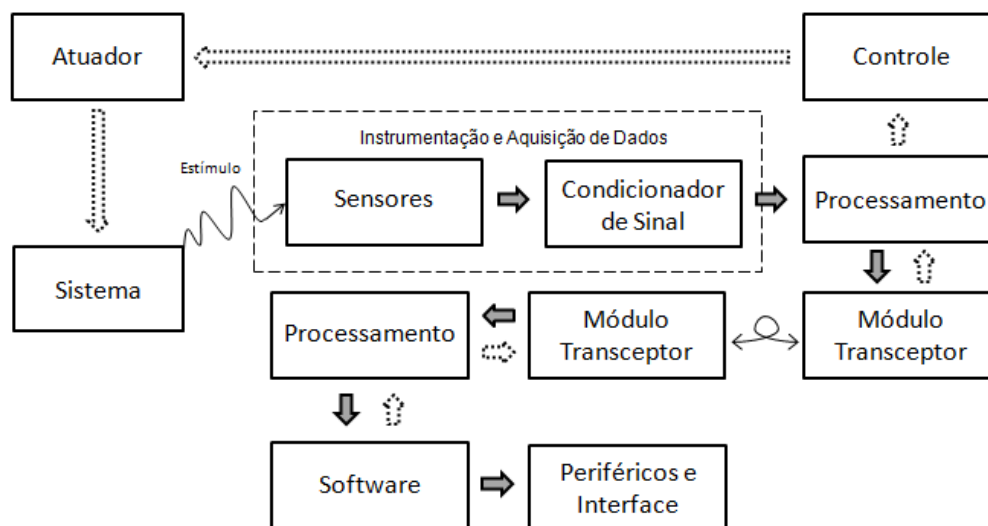 Atuador
Controle
Instrumentação e Aquisição de Dados
Estímulo
Sensores
Condicionador
de Sinal
Processamento
Sistema
Processamento
Módulo
Transceptor
Módulo
Transceptor
Software
Periféricos e
Interface